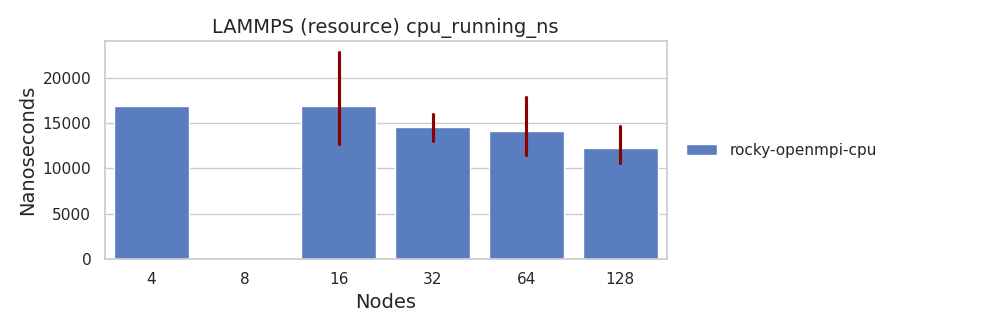 LAMMPS (resource) cpu_running_ns
Nanoseconds
20000
15000
10000
5000
0
4 8 16 32 64 128
Nodes
rocky-openmpi-cpu